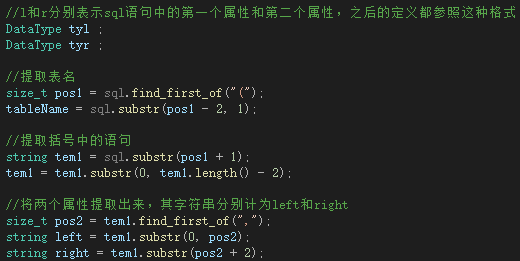 //l和r分别表示sql语句中的第一个属性和第二个属性，之后的定义都参照这种格式
DataType tyl ;
DataType tyr ;
//提取表名
size_t pos1 = sql.find_first_of("(");
tableName = sql.substr(pos1 - 2, 1);
//提取括号中的语句
string tem1 = sql.substr(pos1 + 1);
tem1 = tem1.substr(0, tem1.length() - 2);
//将两个属性提取出来，其字符串分别计为left和right
size_t pos2 = tem1.find_first_of(",");
string left = tem1.substr(0, pos2);
string right = tem1.substr(pos2 + 2);